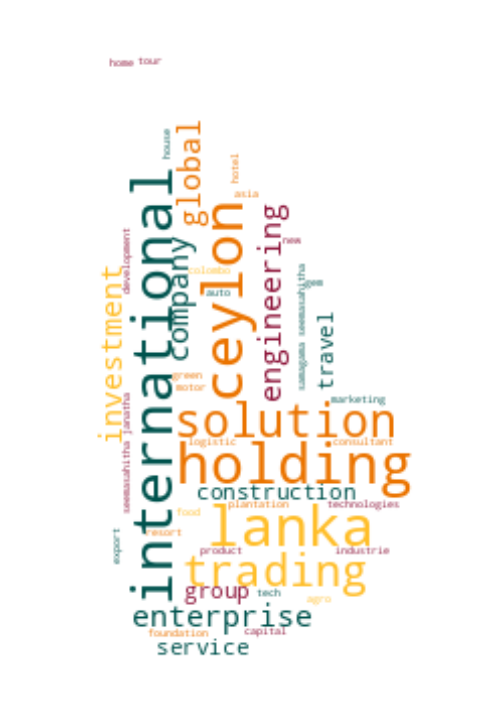 home tour
house
global
hotel
international
asia
ceylon
engineering
company
new
development
investment
colombo
samagama seemasahitha
gem
auto
travel
green
motor
marketing
solution
seemasahitha janatha
logistic
consultant
holding
construction
plantation
technologies
lanka
food
export
resort
product
industrie
trading
group
tech
agro
enterprise
foundation
capital
service